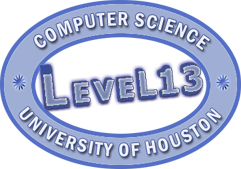 COMPUTER SCIENCE
LEVEL13
UNIVERSITY OF HOUSTON